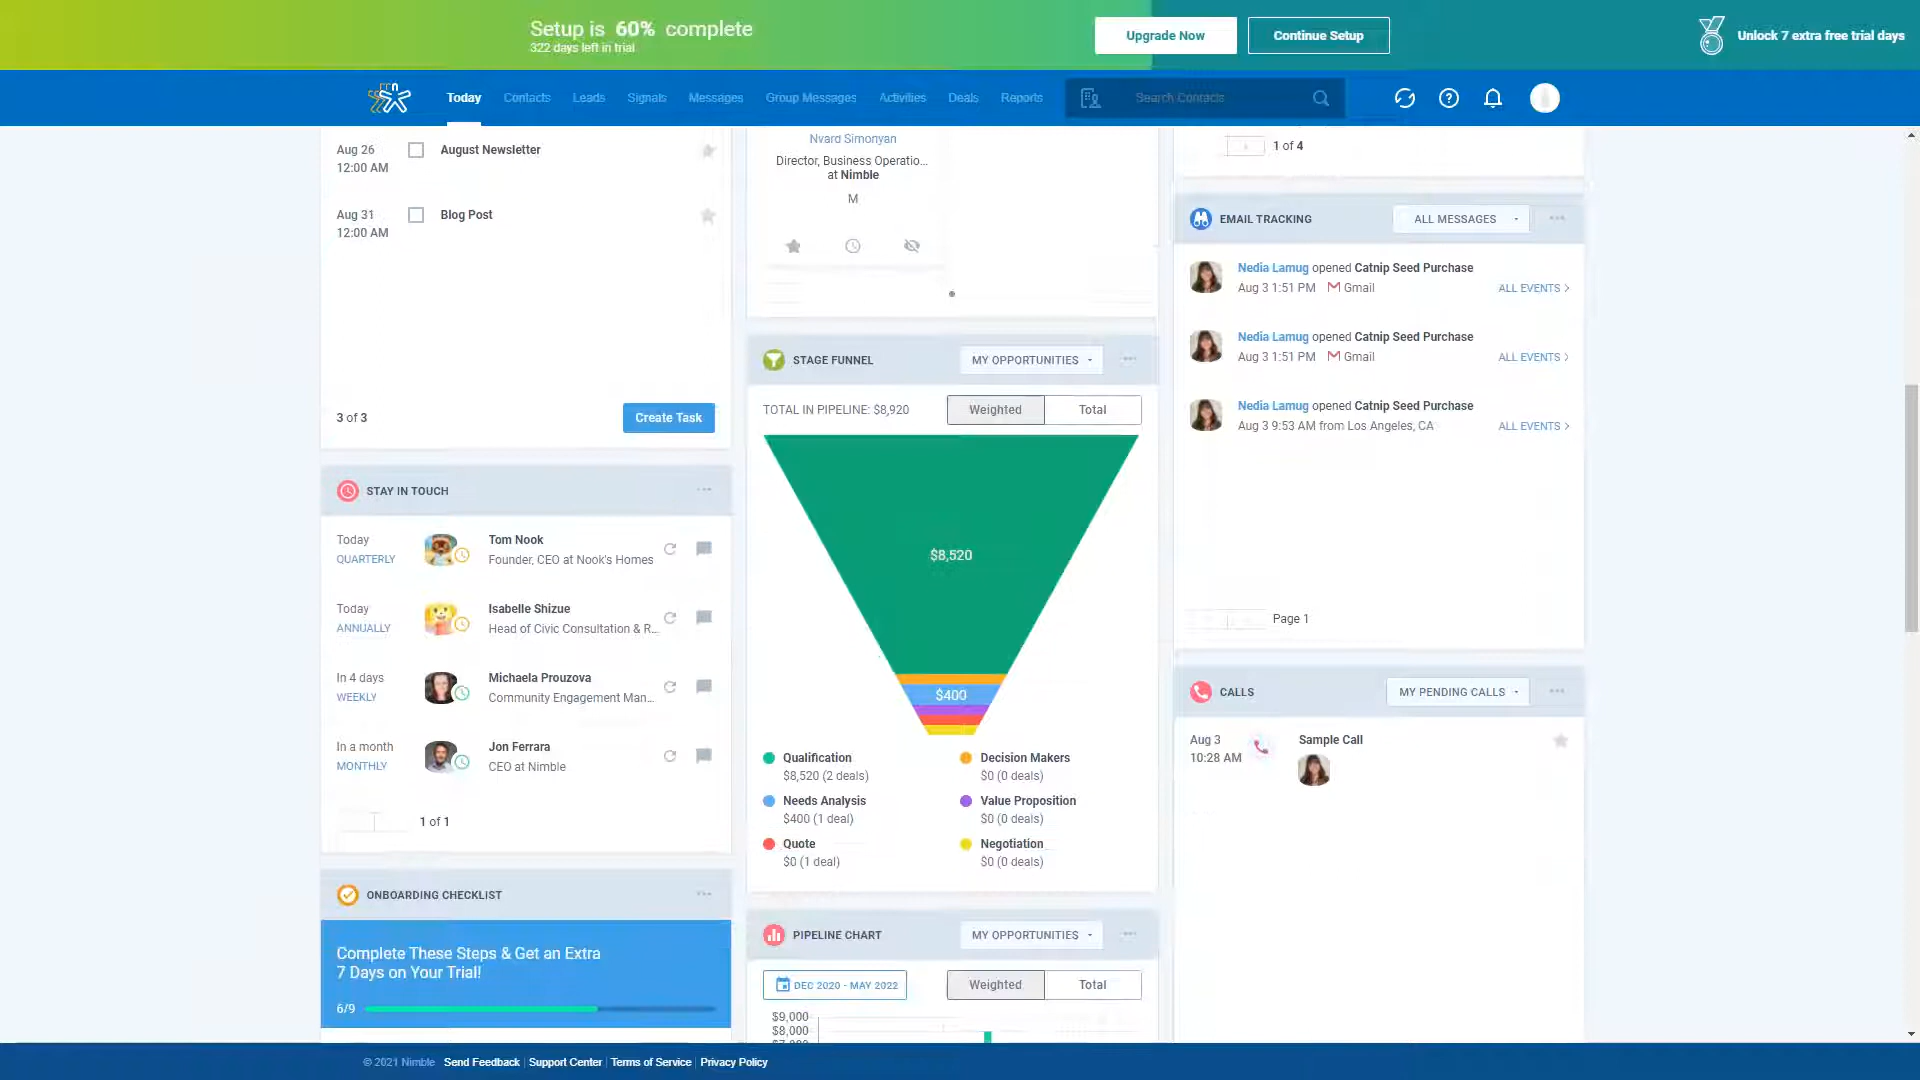 Setup is 60% complete
322 days left in trial
Upgrade Now
Continue Setup
Unlock 7 extra free trial days
Today
Contacts
Leads
Signals
Messages
Group Messages
Activities
Deals
Reports
Search Contacts
Aug 26
12:00 AM
August Newsletter
Aug 31
12:00 AM
Blog Post
3 of 3
Create Task
STAY IN TOUCH
Today
QUARTERLY
Tom Nook
Founder, CEO at Nook's Homes
Today
ANNUALLY
Isabelle Shizue
Head of Civic Consultation & R...
In 4 days
WEEKLY
Michaela Prouzova
Community Engagement Man...
In a month
MONTHLY
Jon Ferrara
CEO at Nimble
1 of 1
ONBOARDING CHECKLIST
Complete These Steps & Get an Extra
7 Days on Your Trial!
6/9
Nvard Simonyan
Director, Business Operatio...
at Nimble
M
STAGE FUNNEL
MY OPPORTUNITIES
TOTAL IN PIPELINE: $8,920
Weighted
Total
$8,520
$400
Qualification
$8,520 (2 deals)
Decision Makers
$0 (0 deals)
Needs Analysis
$400 (1 deal)
Value Proposition
$0 (0 deals)
Quote
$0 (1 deal)
Negotiation
$0 (0 deals)
PIPELINE CHART
MY OPPORTUNITIES
DEC 2020 - MAY 2022
Weighted
Total
$9,000
$8,000
1 of 4
EMAIL TRACKING
ALL MESSAGES
Nedia Lamug opened Catnip Seed Purchase
Aug 3 1:51 PM Gmail
ALL EVENTS
Nedia Lamug opened Catnip Seed Purchase
Aug 3 1:51 PM Gmail
ALL EVENTS
Nedia Lamug opened Catnip Seed Purchase
Aug 3 9:53 AM from Los Angeles, CA
ALL EVENTS
Page 1
CALLS
MY PENDING CALLS
Aug 3
10:28 AM
Sample Call
© 2021 Nimble Send Feedback | Support Center | Terms of Service | Privacy Policy